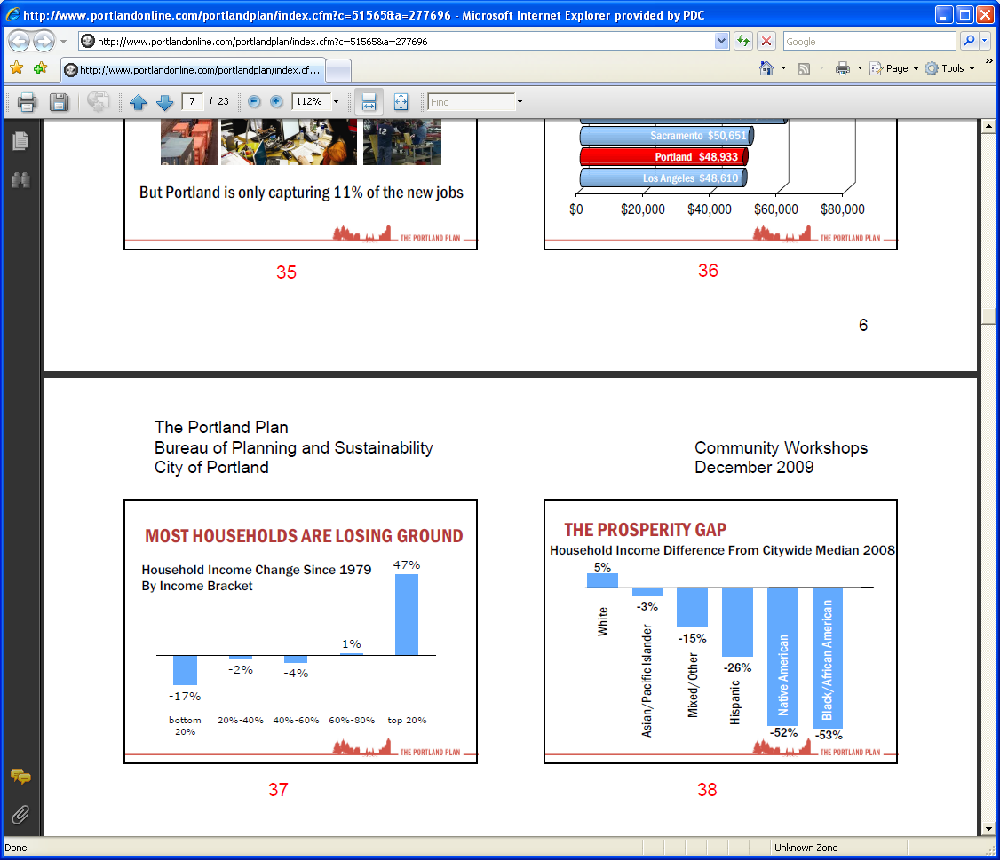 http://www.portlandonline.com/portlandplan/index.cfm?c=51565&a=277696 - Microsoft Internet Explorer provided by PDC
http://www.portlandonline.com/portlandplan/index.cfm?c=51565&a=277696
Google
http://www.portlandonline.com/portlandplan/index.cf...
Page
Tools
7 / 23
112%
Find
12
But Portland is only capturing 11% of the new jobs
THE PORTLAND PLAN
35
Sacramento $50,651
Portland $48,933
Los Angeles $48,610
$0 $20,000 $40,000 $60,000 $80,000
THE PORTLAND PLAN
36
6
The Portland Plan
Bureau of Planning and Sustainability
City of Portland
Community Workshops
December 2009
MOST HOUSEHOLDS ARE LOSING GROUND
Household Income Change Since 1979
By Income Bracket
47%
1%
-2%
-4%
-17%
bottom 20%
20%-40%
40%-60%
60%-80%
top 20%
THE PORTLAND PLAN
37
THE PROSPERITY GAP
Household Income Difference From Citywide Median 2008
5%
White
-3%
Asian/Pacific Islander
-15%
Mixed/Other
-26%
Hispanic
Native American
-52%
Black/African American
-53%
THE PORTLAND PLAN
38
Done
Unknown Zone